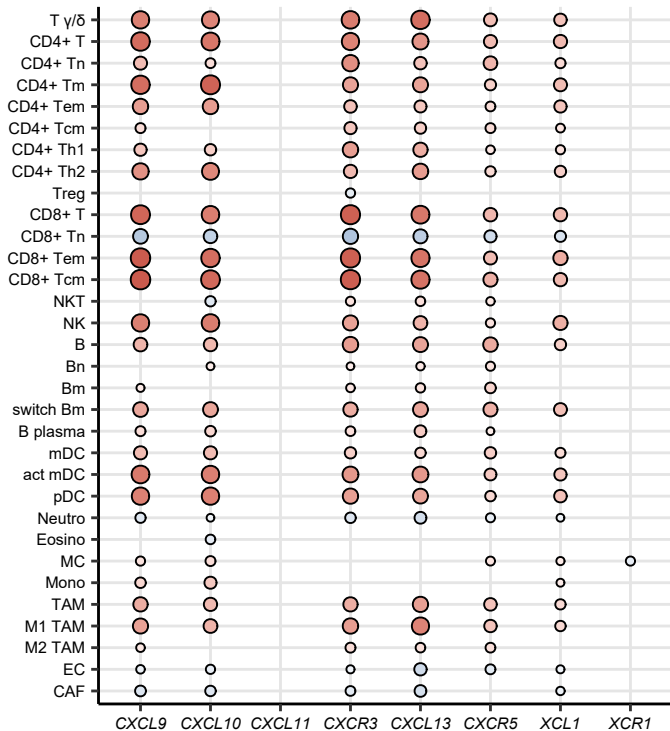 T γ/δ
CD4+ T
CD4+ Tn
CD4+ Tm
CD4+ Tem
CD4+ Tcm
CD4+ Th1
CD4+ Th2
Treg
CD8+ T
CD8+ Tn
CD8+ Tem
CD8+ Tcm
NKT
NK
B
Bn
Bm
switch Bm
B plasma
mDC
act mDC
pDC
Neutro
Eosino
MC
Mono
TAM
M1 TAM
M2 TAM
EC
CAF
CXCL9 CXCL10 CXCL11 CXCR3 CXCL13 CXCR5 XCL1 XCR1